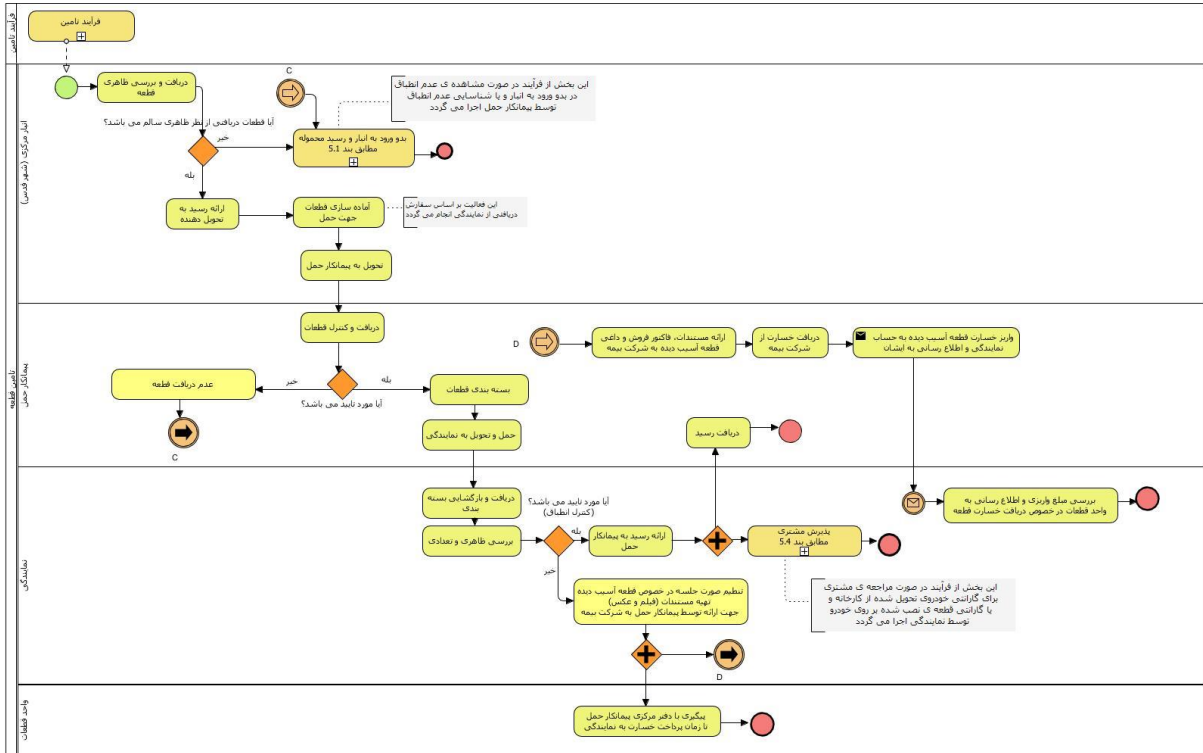 فرآیند تامین
فرآیند تامین
انبار مرکزی (شهر قدس)
دریافت و بررسی ظاهری
قطعه
C
این بخش از فرآیند در صورت مشاهده ی عدم انطباق
در بدو ورود به انبار و یا شناسایی عدم انطباق
توسط پیمانکار حمل اجرا می گردد
آیا قطعات دریافتی از نظر ظاهری سالم می باشد؟
خیر
بدو ورود به انبار و رسید محموله
مطابق بند 5.1
بله
ارائه رسید به
تحویل دهنده
آماده سازی قطعات
جهت حمل
این فعالیت بر اساس سفارش
دریافتی از نمایندگی انجام می گردد
تحویل به پیمانکار حمل
تامین قطعه
پیمانکار حمل
دریافت و کنترل قطعات
D
ارائه مستندات، فاکتور فروش و داغی
قطعه آسیب دیده به شرکت بیمه
دریافت خسارت از
شرکت بیمه
واریز خسارت قطعه آسیب دیده به حساب
نمایندگی و اطلاع رسانی به ایشان
عدم دریافت قطعه
خیر
بله
آیا مورد تایید می باشد؟
بسته بندی قطعات
C
حمل و تحویل به نمایندگی
دریافت رسید
نمایندگی
دریافت و بازگشایی بسته
بندی
آیا مورد تایید می باشد؟
(کنترل انطباق)
بررسی مبلغ واریزی و اطلاع رسانی به
واحد قطعات در خصوص دریافت خسارت قطعه
بررسی ظاهری و تعدادی
بله
ارائه رسید به پیمانکار
حمل
پذیرش مشتری
مطابق بند 5.4
خیر
تنظیم صورت جلسه در خصوص قطعه آسیب دیده
تهیه مستندات (فیلم و عکس)
جهت ارائه توسط پیمانکار حمل به شرکت بیمه
این بخش از فرآیند در صورت مراجعه ی مشتری
برای گارانتی خودروی تحویل شده از کارخانه و
یا گارانتی قطعه ی نصب شده بر روی خودرو
توسط نمایندگی اجرا می گردد
D
واحد قطعات
پیگیری با دفتر مرکزی پیمانکار حمل
تا زمان پرداخت خسارت به نمایندگی